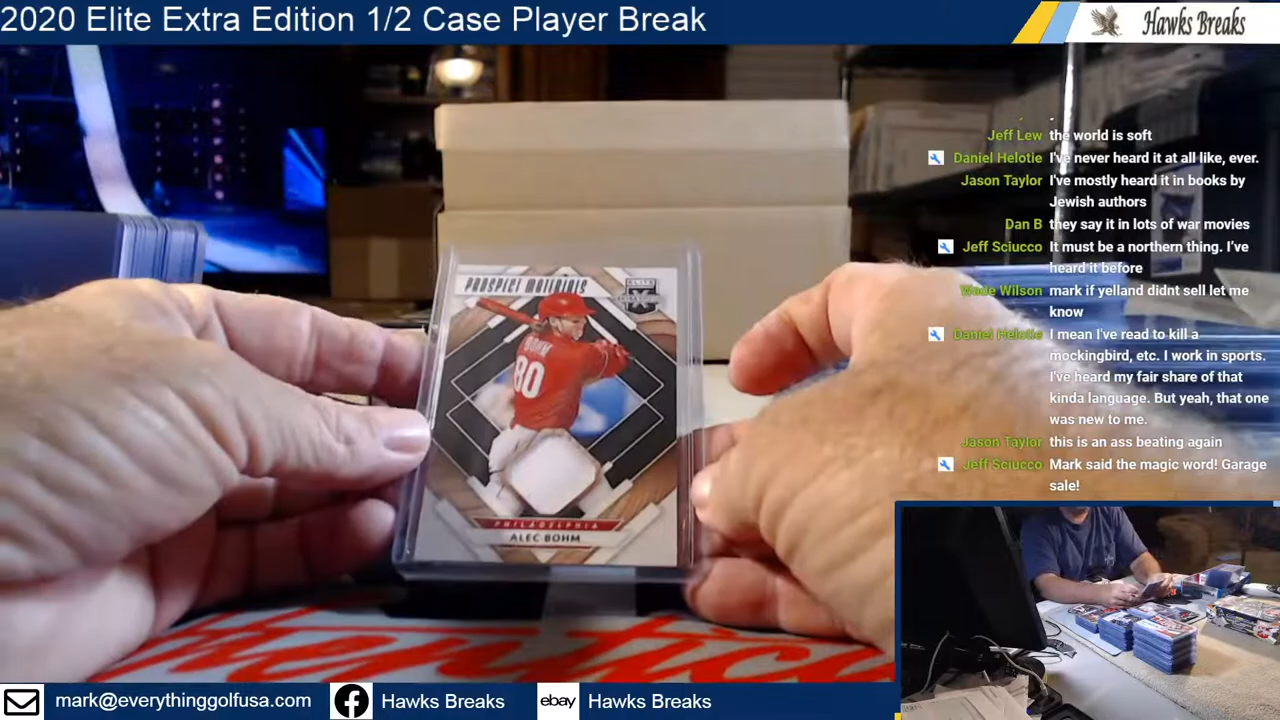 2020 Elite Extra Edition 1/2 Case Player Break
Hawks Breaks
Jeff Lew the world is soft
Daniel Helotie I've never heard it at all like, ever.
Jason Taylor I've mostly heard it in books by
Jewish authors
Dan B they say it in lots of war movies
Jeff Sciucco It must be a northern thing. I've
heard it before
Wade Wilson mark if yelland didnt sell let me
know
Daniel Helotie I mean I've read to kill a
mockingbird, etc. I work in sports.
I've heard my fair share of that
kinda language. But yeah, that one
was new to me.
Jason Taylor this is an ass beating again
Jeff Sciucco Mark said the magic word! Garage
sale!
PROSPECT MATERIALS
ELITE
BOHM
80
PHILADELPHIA
ALEC BOHM
mark@everythinggolfusa.com
Hawks Breaks
ebay
Hawks Breaks